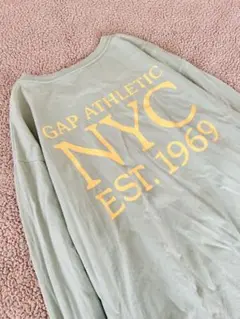 GAP ATHLETIC
NYC
EST. 1969